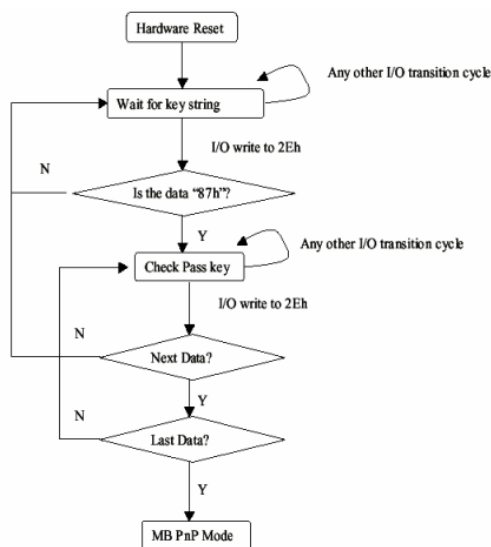 Hardware Reset
Any other I/O transition cycle
Wait for key string
I/O write to 2Eh
N
Is the data “87h”?
Y
Any other I/O transition cycle
Check Pass key
I/O write to 2Eh
N
Next Data?
Y
N
Last Data?
Y
MB PnP Mode